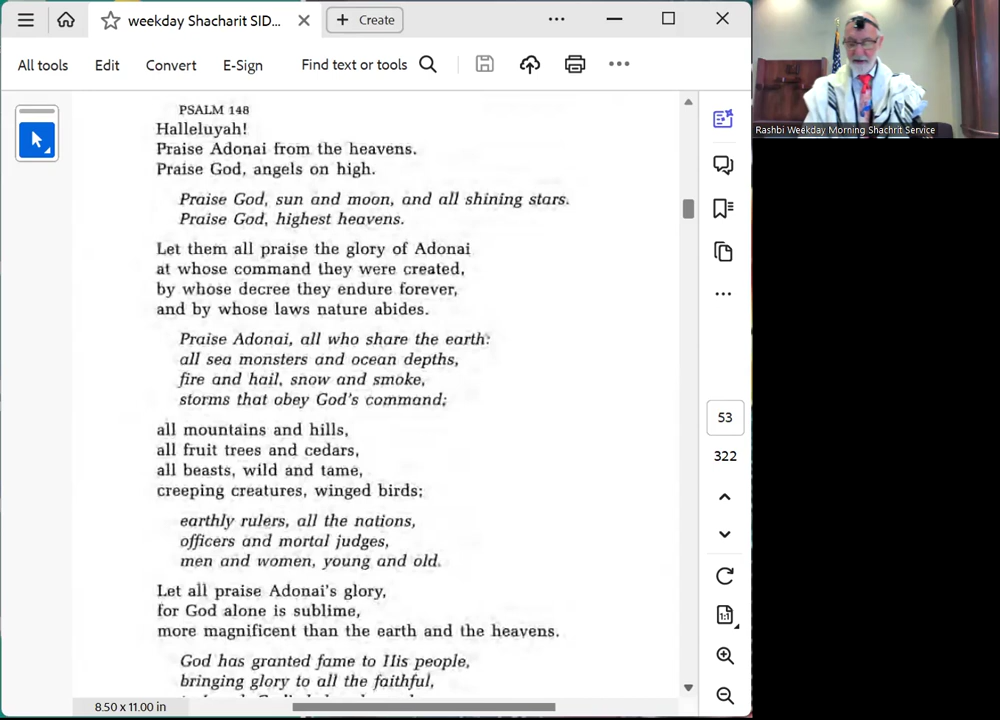 weekday Shacharit SID...
Create
All tools
Edit
Convert
E-Sign
Find text or tools
PSALM 148
Halleluyah!
Praise Adonai from the heavens.
Praise God, angels on high.
Praise God, sun and moon, and all shining stars.
Praise God, highest heavens.
Let them all praise the glory of Adonai
at whose command they were created,
by whose decree they endure forever,
and by whose laws nature abides.
Praise Adonai, all who share the earth:
all sea monsters and ocean depths,
fire and hail, snow and smoke,
storms that obey God's command;
all mountains and hills,
all fruit trees and cedars,
all beasts, wild and tame,
creeping creatures, winged birds;
earthly rulers, all the nations,
officers and mortal judges,
men and women, young and old.
Let all praise Adonai's glory,
for God alone is sublime,
more magnificent than the earth and the heavens.
God has granted fame to His people,
bringing glory to all the faithful,
8.50 x 11.00 in
53
322
1:1
Rashbi Weekday Morning Shachrit Service